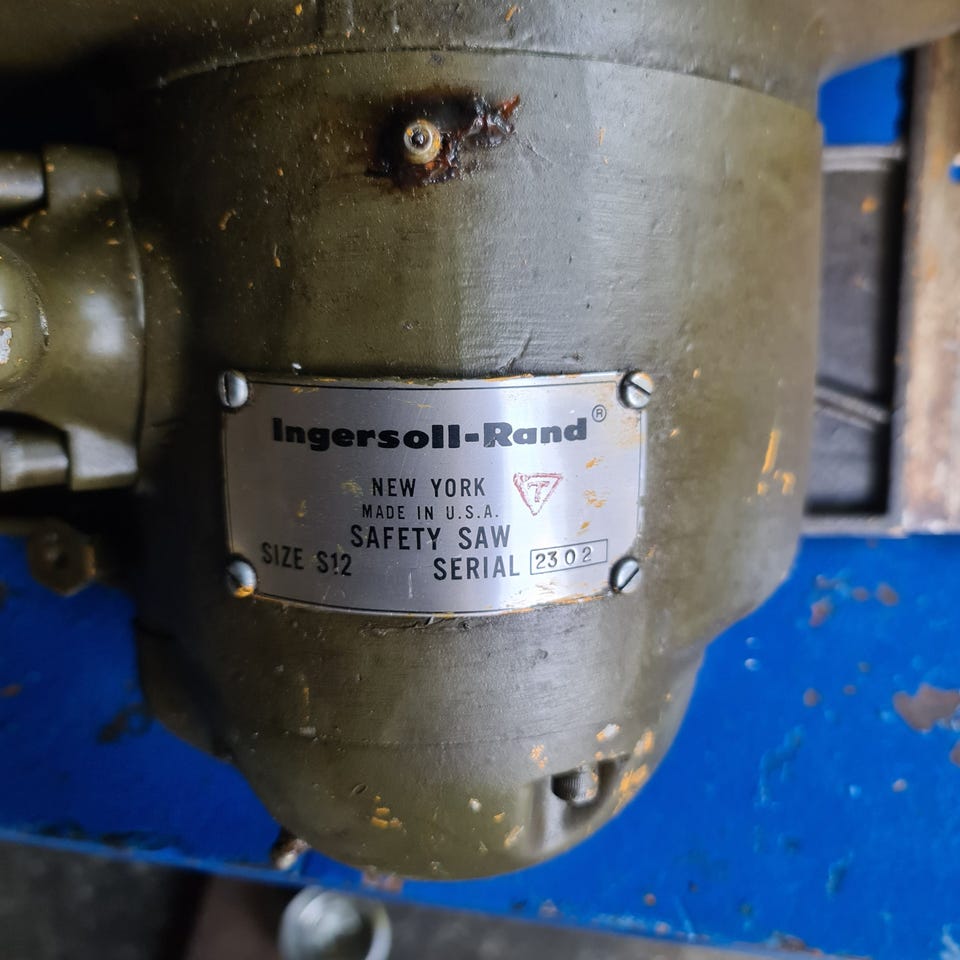 Ingersoll-Rand®
NEW YORK
T
MADE IN U.S.A.
SAFETY SAW
SIZE S12 SERIAL 2302